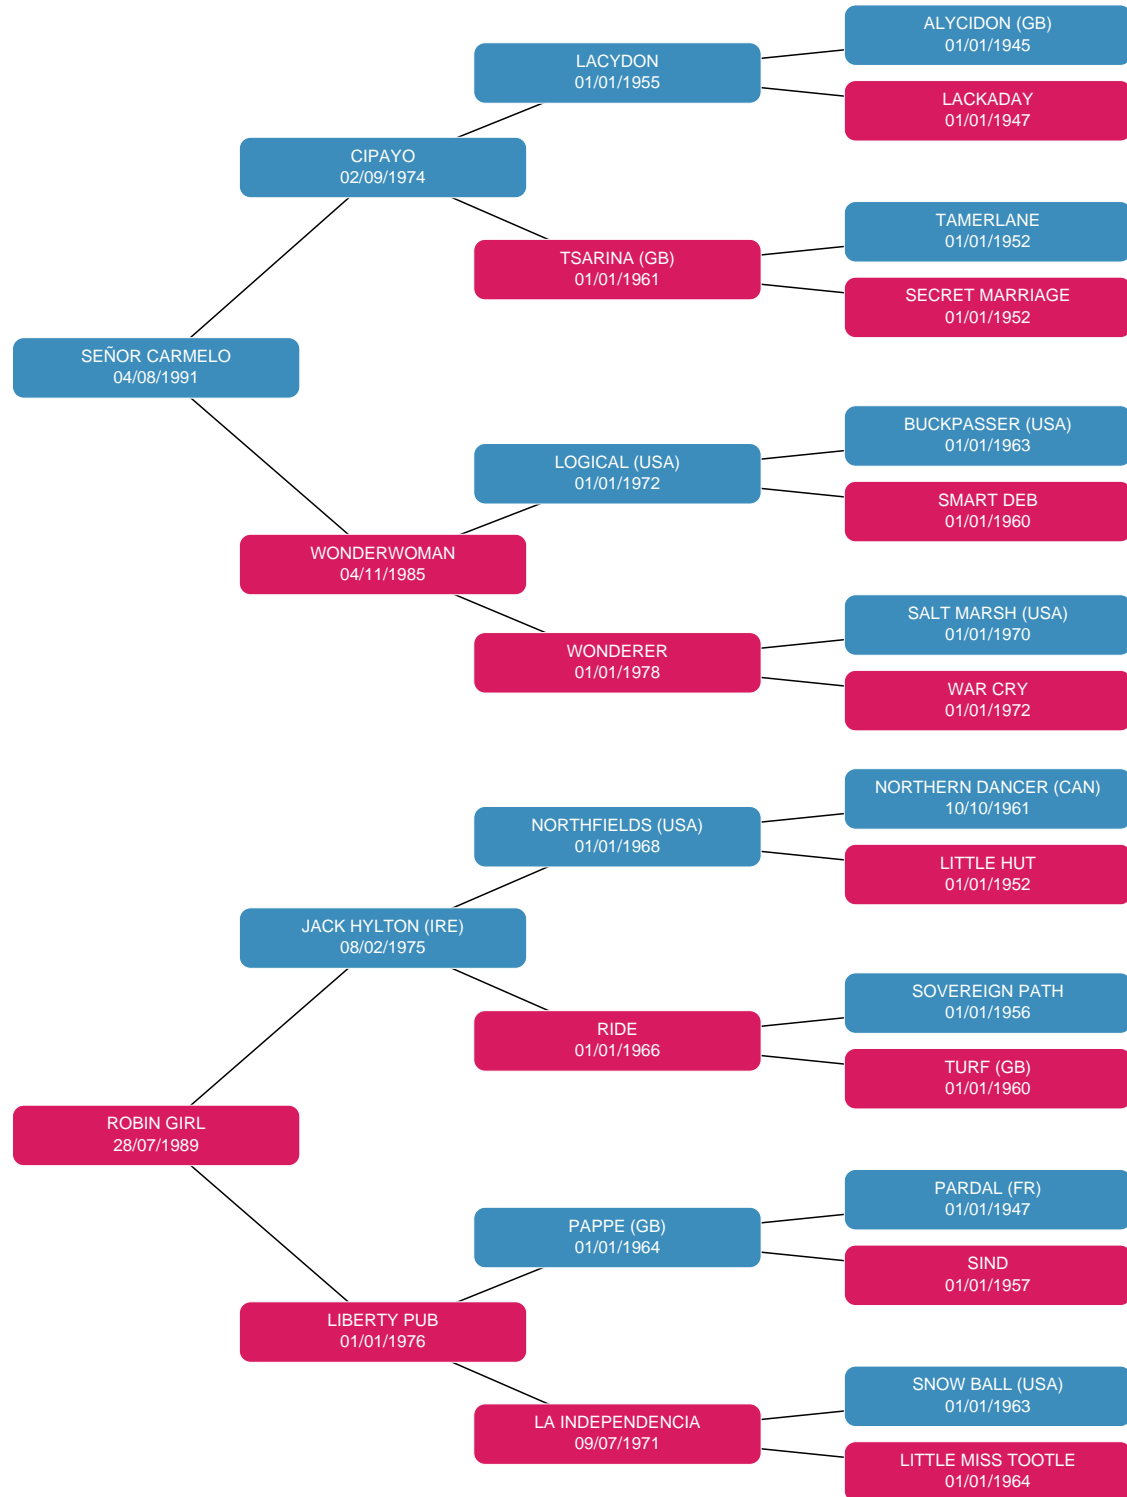 ALYCIDON (GB)
01/01/1945
LACYDON
01/01/1955
LACKADAY
01/01/1947
CIPAYO
02/09/1974
TAMERLANE
01/01/1952
TSARINA (GB)
01/01/1961
SECRET MARRIAGE
01/01/1952
SEÑOR CARMELO
04/08/1991
BUCKPASSER (USA)
01/01/1963
LOGICAL (USA)
01/01/1972
SMART DEB
01/01/1960
WONDERWOMAN
04/11/1985
SALT MARSH (USA)
01/01/1970
WONDERER
01/01/1978
WAR CRY
01/01/1972
NORTHERN DANCER (CAN)
10/10/1961
NORTHFIELDS (USA)
01/01/1968
LITTLE HUT
01/01/1952
JACK HYLTON (IRE)
08/02/1975
SOVEREIGN PATH
01/01/1956
RIDE
01/01/1966
TURF (GB)
01/01/1960
ROBIN GIRL
28/07/1989
PARDAL (FR)
01/01/1947
PAPPE (GB)
01/01/1964
SIND
01/01/1957
LIBERTY PUB
01/01/1976
SNOW BALL (USA)
01/01/1963
LA INDEPENDENCIA
09/07/1971
LITTLE MISS TOOTLE
01/01/1964